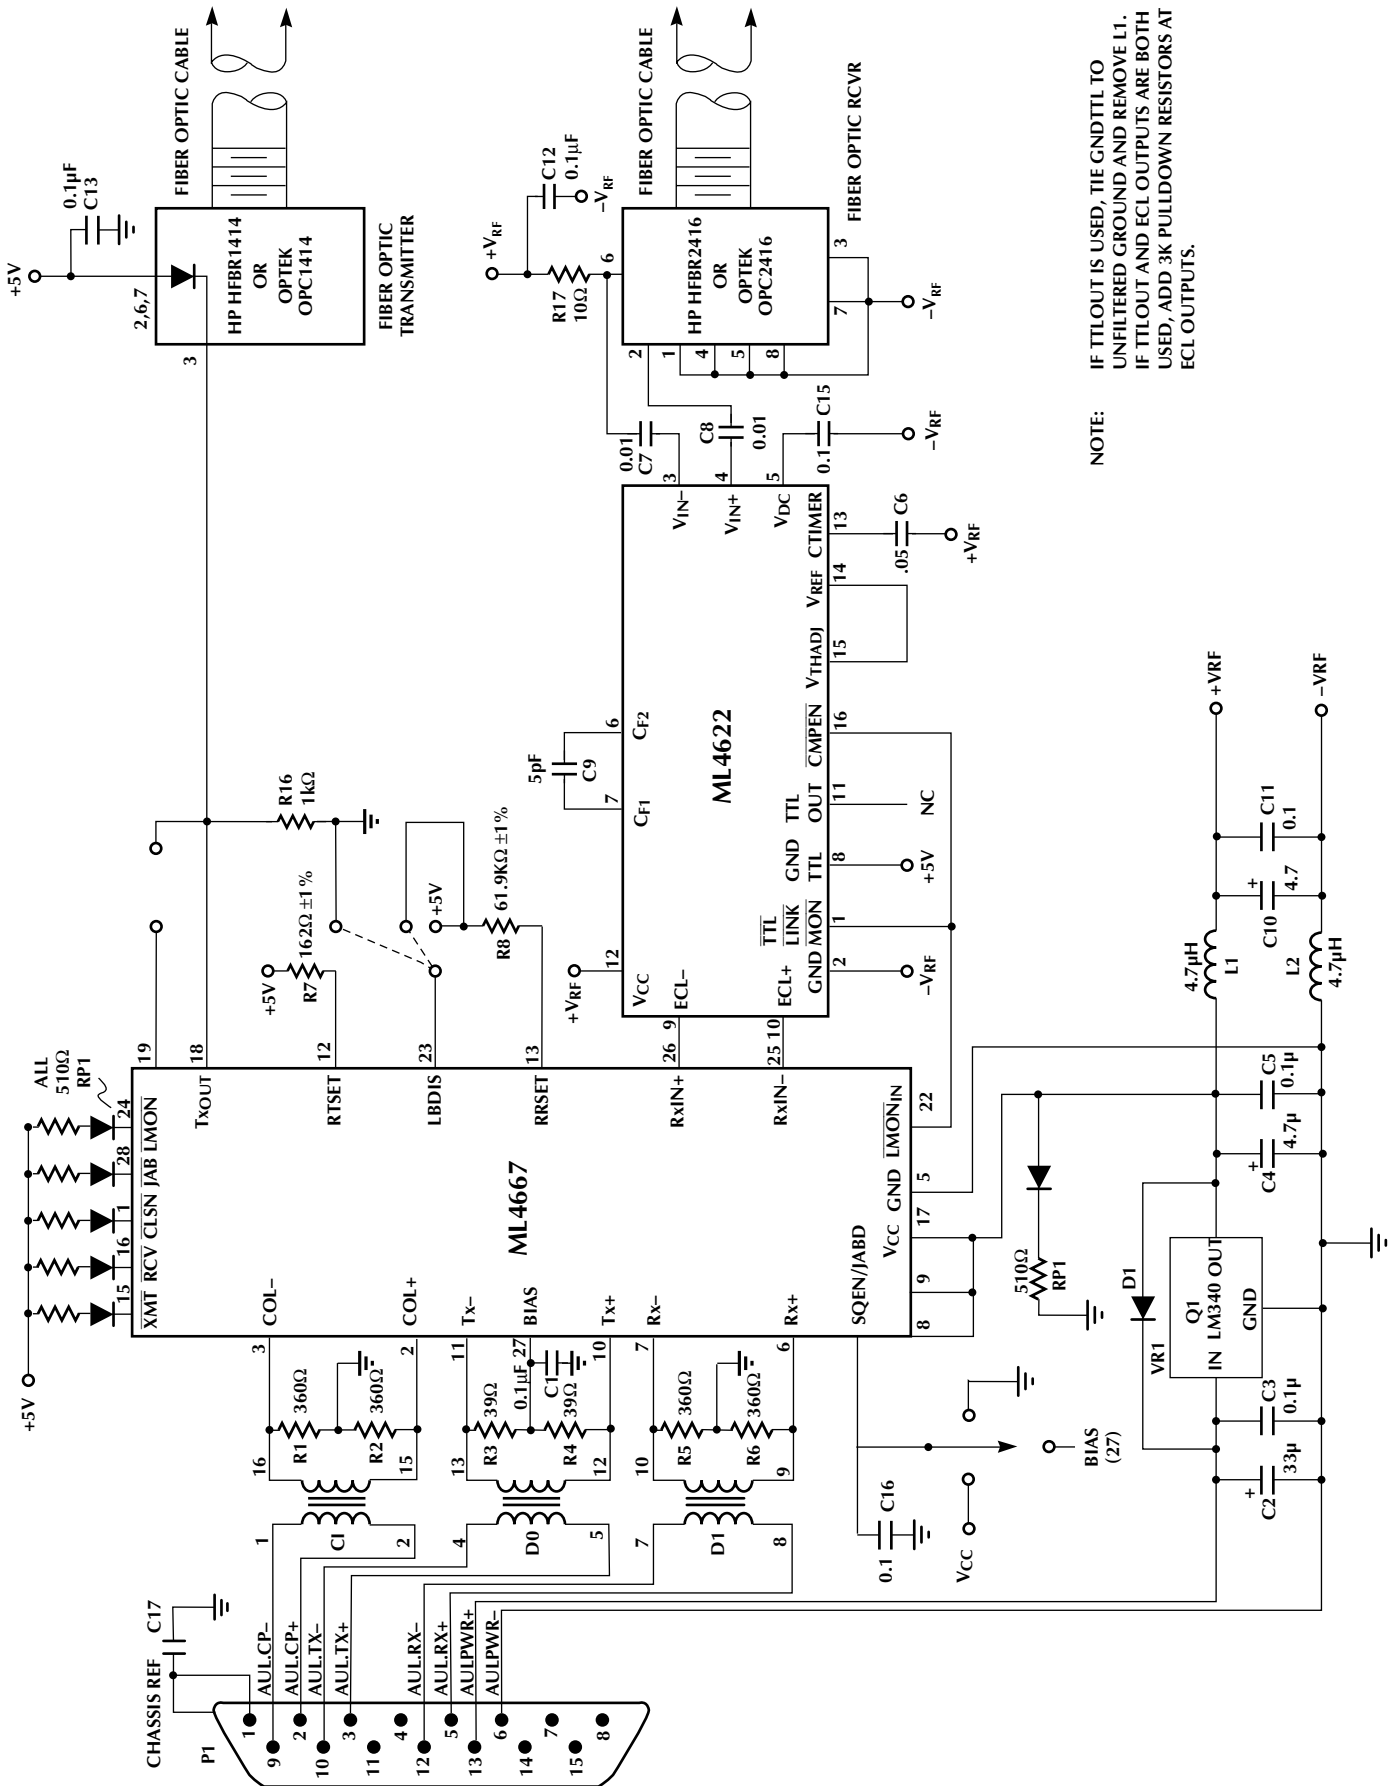 CHASSIS REF
C17
P1
1
2
3
4
5
6
7
8
9
10
11
12
13
14
15
AUI.CP–
AUI.CP+
AUI.TX–
AUI.TX+
AUI.RX–
AUI.RX+
AUI.PWR+
AUI.PWR–
1
16
2
15
CI
4
13
5
12
D0
7
10
8
9
D1
R1
360Ω
R2
360Ω
R3
39Ω
0.1µF
C1
R4
39Ω
R5
360Ω
R6
360Ω
3
2
11
27
10
7
6
0.1
C16
VCC
BIAS
(27)
+5V
ALL
510Ω
RP1
15
16
1
28
24
XMT
RCV
CLSN
JAB
LMON
COL–
COL+
Tx–
BIAS
Tx+
Rx–
Rx+
SQEN/JABD
ML4667
TxOUT
RTSET
LBDIS
RRSET
RxIN+
RxIN–
VCC
GND
LMONIN
8
9
17
5
22
19
18
12
23
13
26
25
+5V
R7
162Ω ±1%
R16
1kΩ
+5V
R8
61.9KΩ ±1%
+VRF
12
9
10
VCC
ECL–
ECL+
ML4622
5pF
C9
7
6
CF1
CF2
GND
TTL
LINK
MON
GND
TTL
TTL
OUT
CMPEN
VTHADJ
VREF
CTIMER
2
1
8
11
16
15
14
13
–VRF
+5V
NC
.05
C6
+VRF
VIN–
VIN+
VDC
3
4
5
0.01
C7
C8
0.01
0.1
C15
–VRF
+5V
0.1µF
C13
2,6,7
3
HP HFBR1414
OR
OPTEK
OPC1414
FIBER OPTIC
TRANSMITTER
FIBER OPTIC CABLE
+VRF
R17
10Ω
C12
0.1µF
–VRF
6
2
1
4
5
8
7
3
HP HFBR2416
OR
OPTEK
OPC2416
FIBER OPTIC CABLE
FIBER OPTIC RCVR
–VRF
510Ω
RP1
VR1
D1
Q1
IN LM340 OUT
GND
C2
33µ
C3
0.1µ
C4
4.7µ
C5
0.1µ
4.7µH
L1
L2
4.7µH
C10
4.7
C11
0.1
+VRF
–VRF
NOTE:
IF TTLOUT IS USED, TIE GNDTTL TO
UNFILTERED GROUND AND REMOVE L1.
IF TTLOUT AND ECL OUTPUTS ARE BOTH
USED, ADD 3K PULLDOWN RESISTORS AT
ECL OUTPUTS.